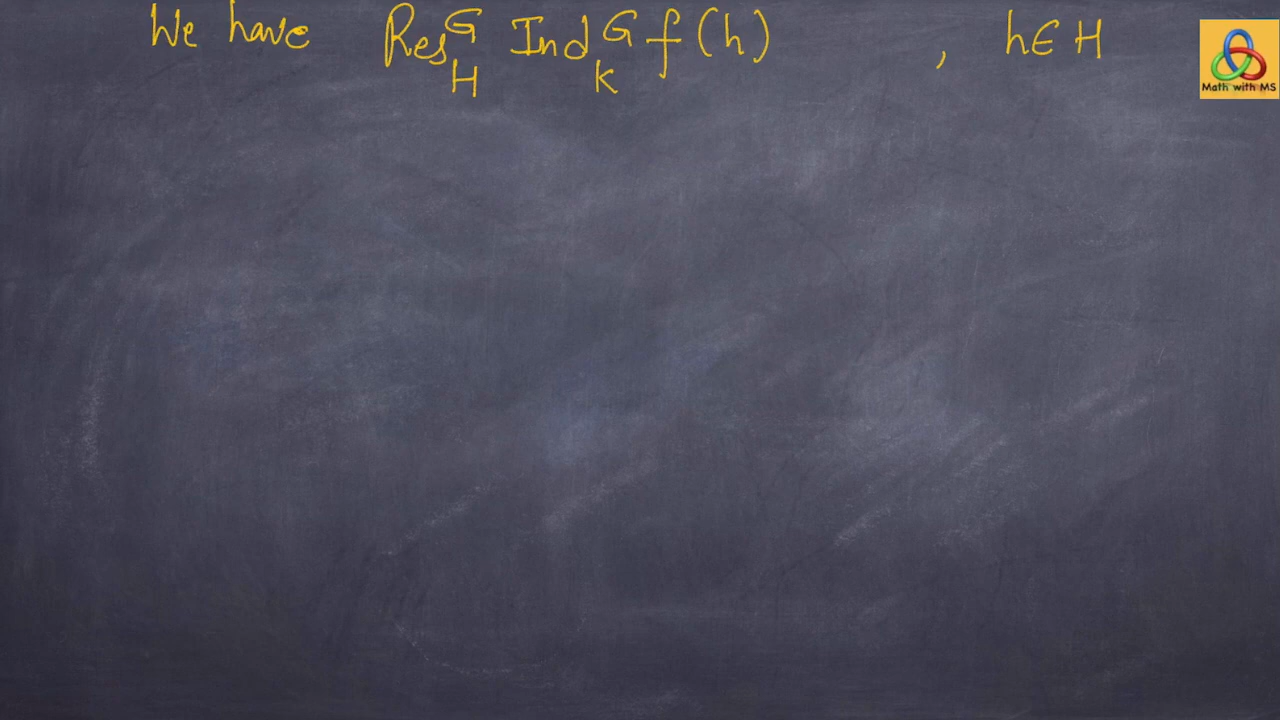 We have Res^G_H Ind^G_K f(h) , h∈H
Math with MS